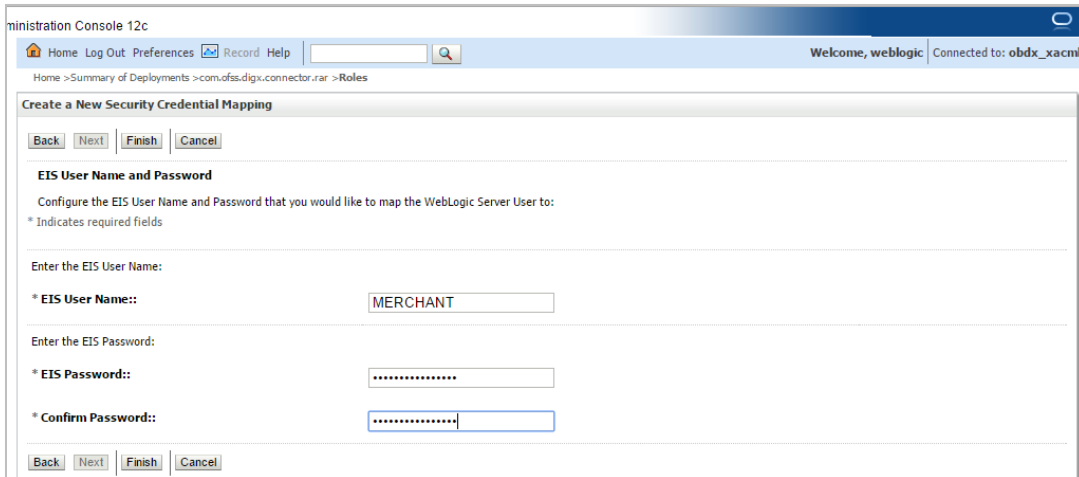 ministration Console 12c
Home Log Out Preferences Record Help
Welcome, weblogic Connected to: obdx_xacml
Home >Summary of Deployments >com.ofss.digx.connector.rar >Roles
Create a New Security Credential Mapping
Back Next Finish Cancel
EIS User Name and Password
Configure the EIS User Name and Password that you would like to map the WebLogic Server User to:
* Indicates required fields
Enter the EIS User Name:
* EIS User Name::
MERCHANT
Enter the EIS Password:
* EIS Password::
••••••••••••••••
* Confirm Password::
••••••••••••••••
Back Next Finish Cancel